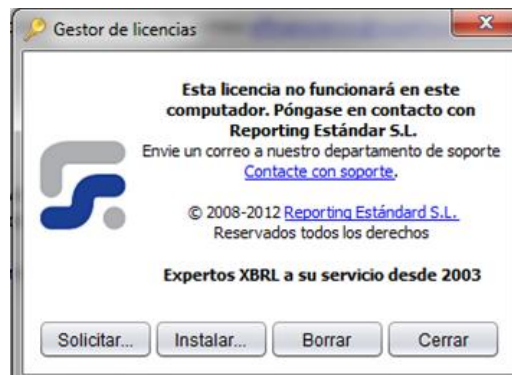 Gestor de licencias
Esta licencia no funcionará en este
computador. Póngase en contacto con
Reporting Estándar S.L.
Envie un correo a nuestro departamento de soporte
Contacte con soporte.
© 2008-2012 Reporting Estándard S.L.
Reservados todos los derechos
Expertos XBRL a su servicio desde 2003
Solicitar... Instalar... Borrar Cerrar